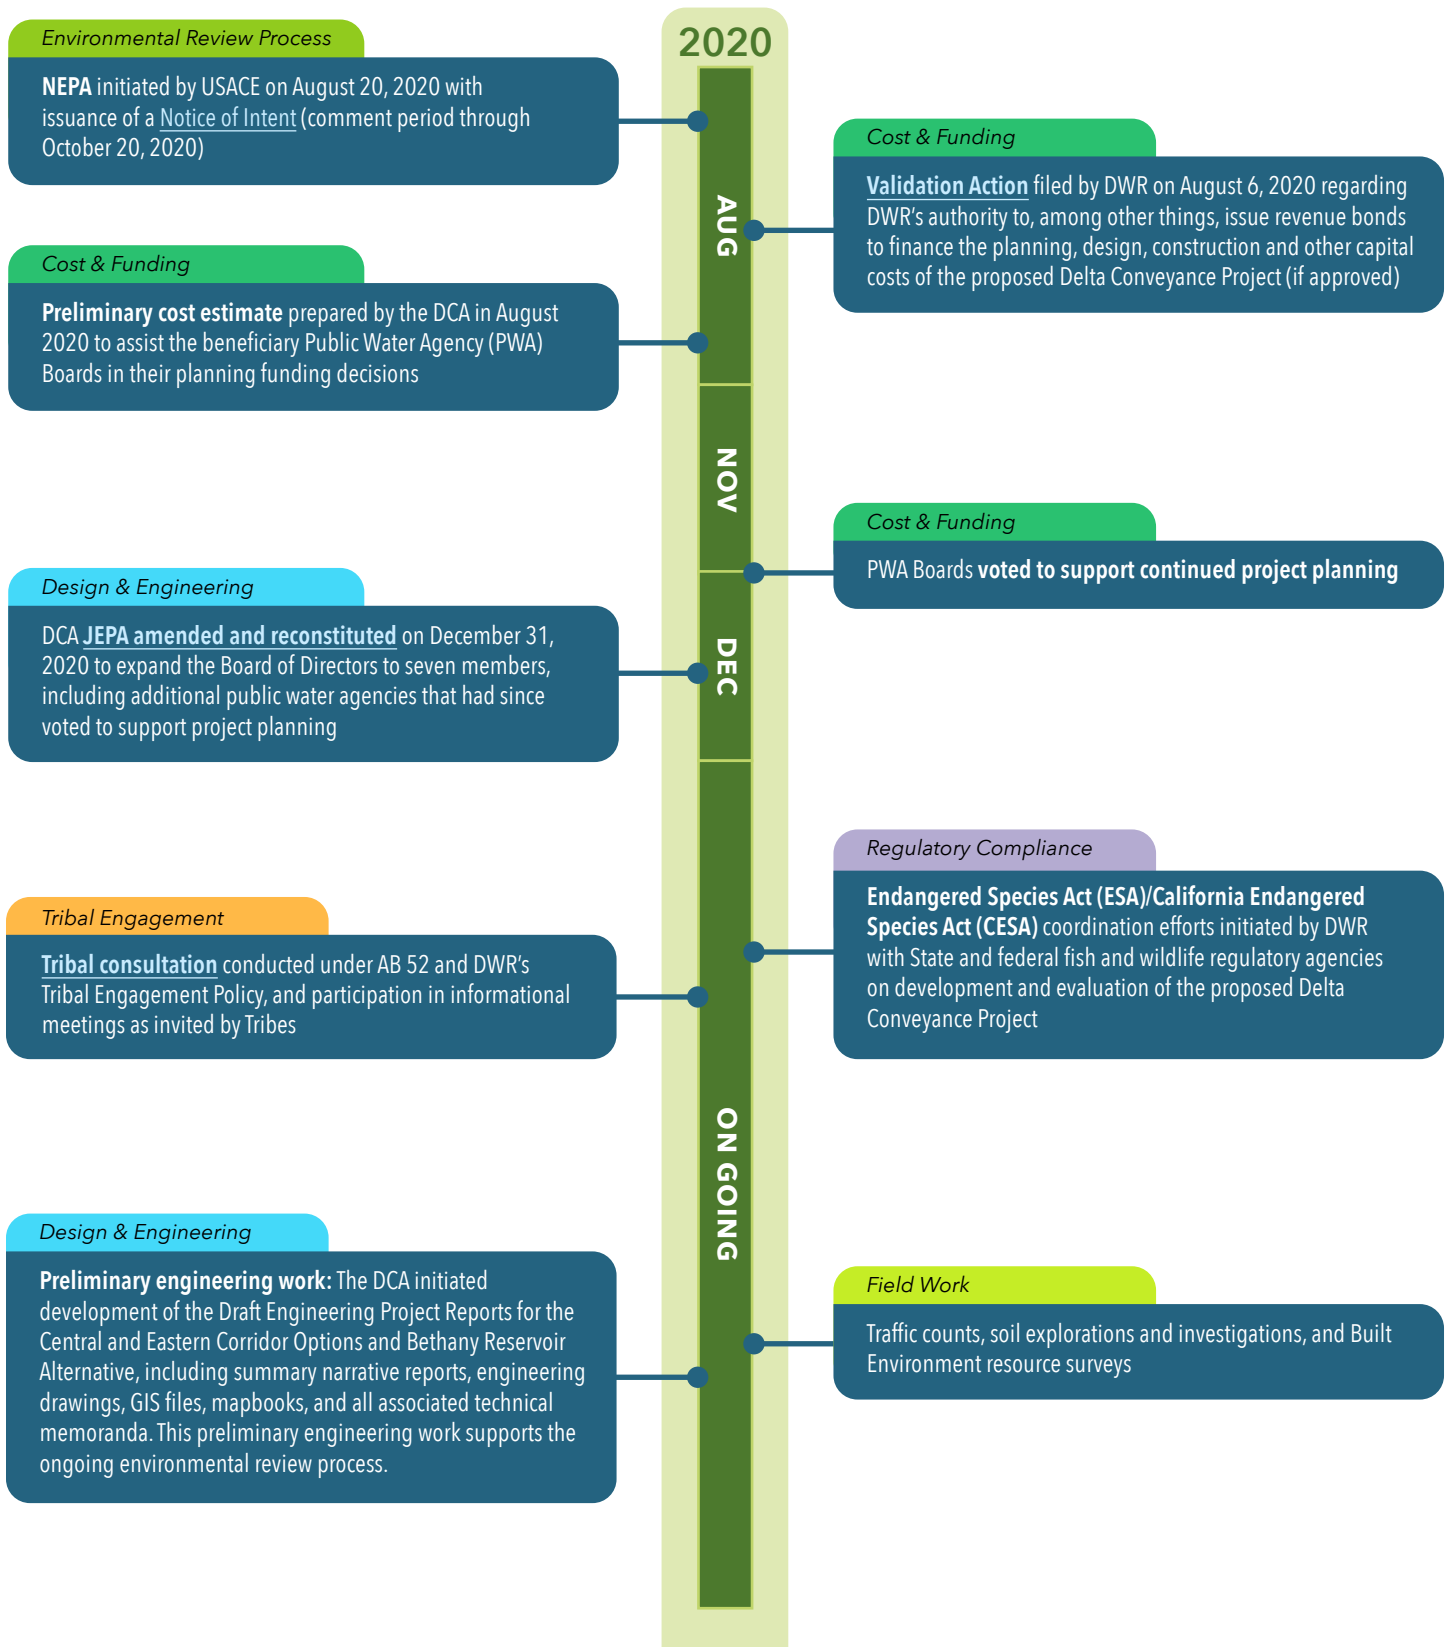 2020
Environmental Review Process
NEPA initiated by USACE on August 20, 2020 with
issuance of a Notice of Intent (comment period through
October 20, 2020)
AUG
Cost & Funding
Validation Action filed by DWR on August 6, 2020 regarding
DWR’s authority to, among other things, issue revenue bonds
to finance the planning, design, construction and other capital
costs of the proposed Delta Conveyance Project (if approved)
Cost & Funding
Preliminary cost estimate prepared by the DCA in August
2020 to assist the beneficiary Public Water Agency (PWA)
Boards in their planning funding decisions
NOV
Cost & Funding
PWA Boards voted to support continued project planning
DEC
Design & Engineering
DCA JEPA amended and reconstituted on December 31,
2020 to expand the Board of Directors to seven members,
including additional public water agencies that had since
voted to support project planning
ON GOING
Regulatory Compliance
Endangered Species Act (ESA)/California Endangered
Species Act (CESA) coordination efforts initiated by DWR
with State and federal fish and wildlife regulatory agencies
on development and evaluation of the proposed Delta
Conveyance Project
Tribal Engagement
Tribal consultation conducted under AB 52 and DWR’s
Tribal Engagement Policy, and participation in informational
meetings as invited by Tribes
Design & Engineering
Preliminary engineering work: The DCA initiated
development of the Draft Engineering Project Reports for the
Central and Eastern Corridor Options and Bethany Reservoir
Alternative, including summary narrative reports, engineering
drawings, GIS files, mapbooks, and all associated technical
memoranda. This preliminary engineering work supports the
ongoing environmental review process.
Field Work
Traffic counts, soil explorations and investigations, and Built
Environment resource surveys